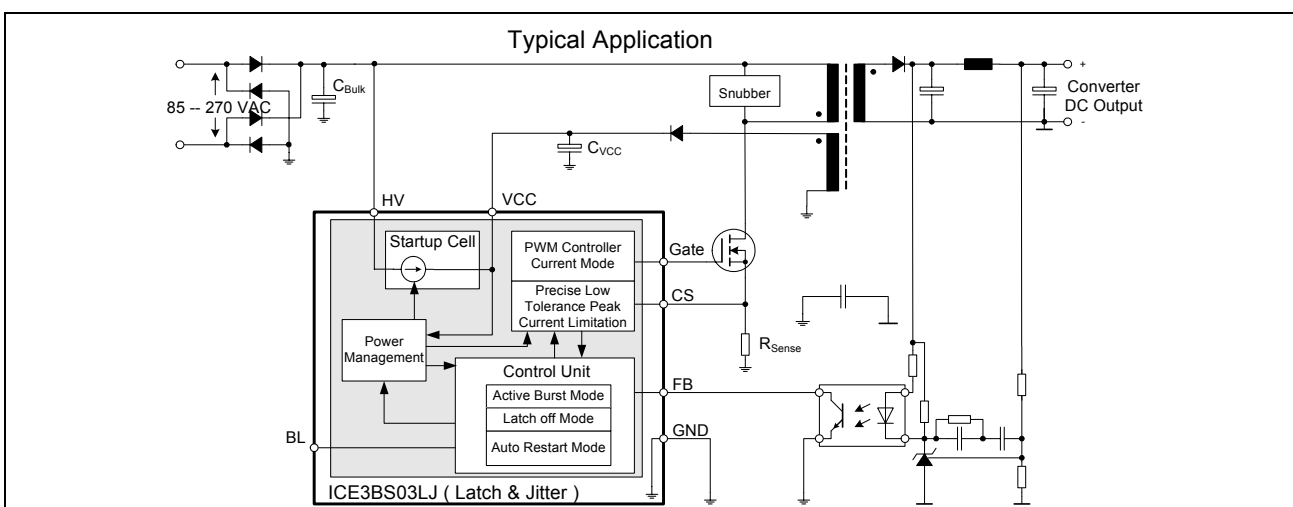 Typical Application
85 -- 270 VAC
CBulk
Snubber
+
Converter
DC Output
-
CVCC
HV
VCC
Startup Cell
PWM Controller
Current Mode
Precise Low
Tolerance Peak
Current Limitation
Gate
CS
RSense
Power
Management
Control Unit
Active Burst Mode
Latch off Mode
Auto Restart Mode
FB
GND
BL
ICE3BS03LJ ( Latch & Jitter )